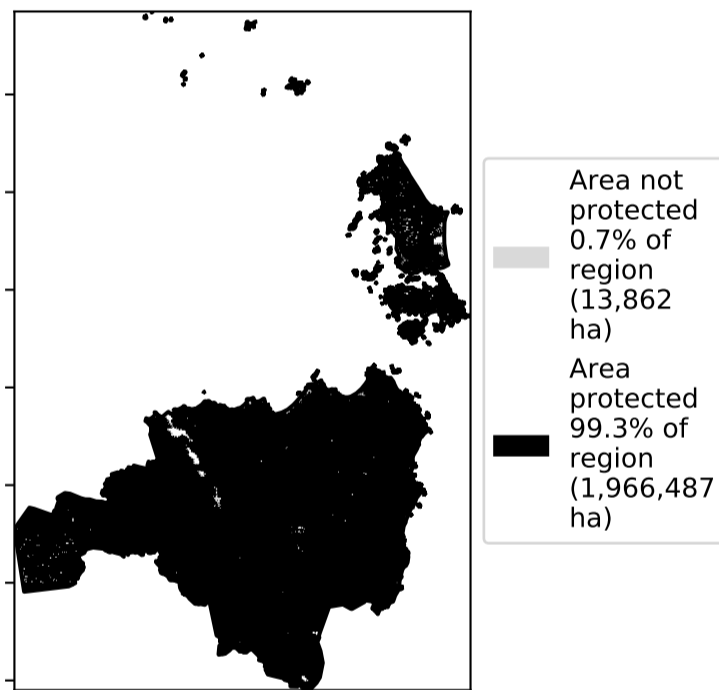 Area not
protected
0.7% of
region
(13,862
ha)
Area
protected
99.3% of
region
(1,966,487
ha)